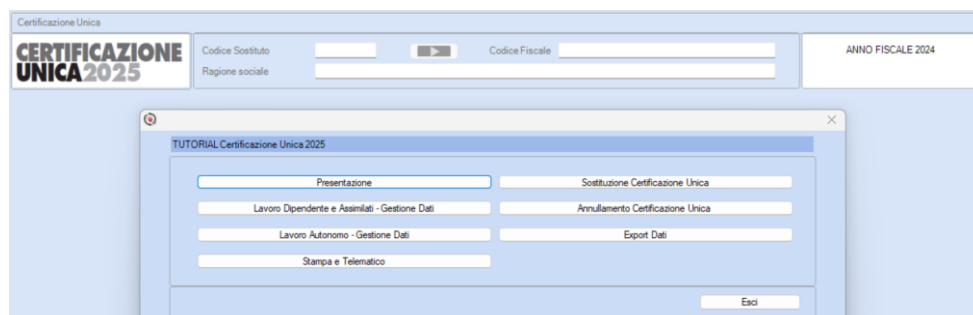 Certificazione Unica
CERTIFICAZIONE
UNICA2025
Codice Sostituto
Codice Fiscale
Ragione sociale
ANNO FISCALE 2024
TUTORIAL Certificazione Unica 2025
Presentazione
Sostituzione Certificazione Unica
Lavoro Dipendente e Assimilati - Gestione Dati
Annullamento Certificazione Unica
Lavoro Autonomo - Gestione Dati
Export Dati
Stampa e Telematico
Esci